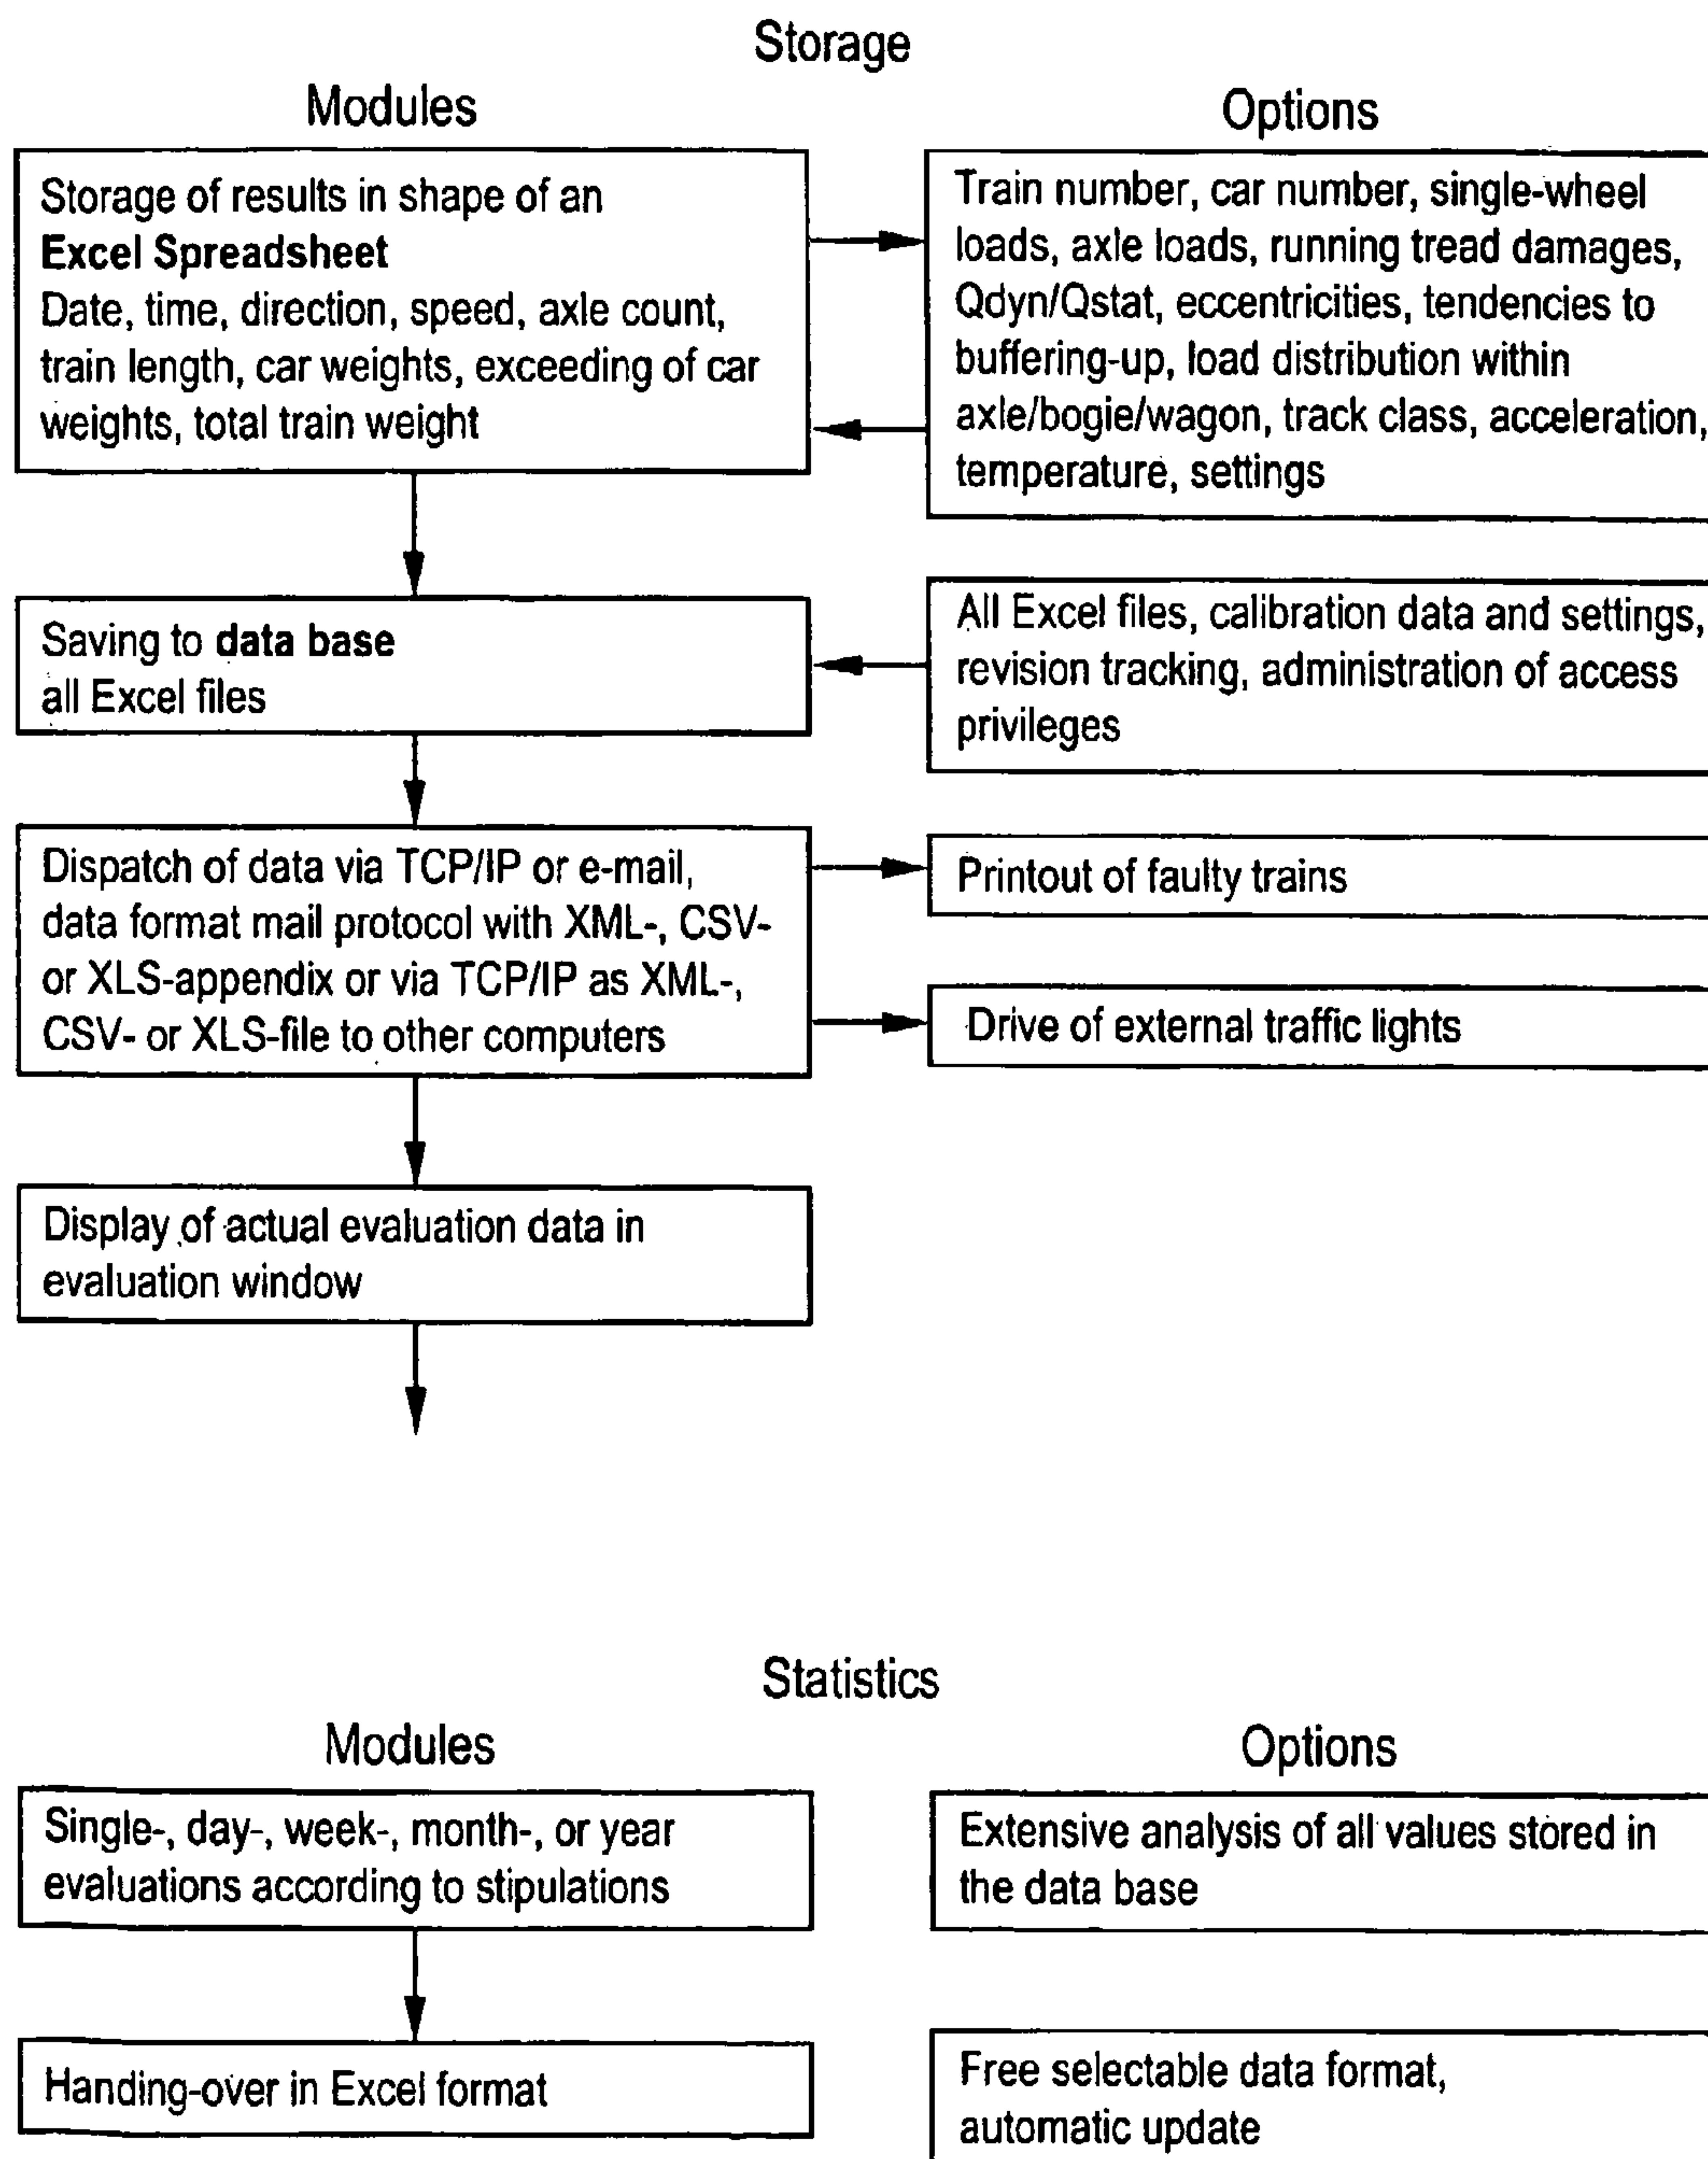 Storage
Modules
Options
Storage of results in shape of an
Excel Spreadsheet
Date, time, direction, speed, axle count,
train length, car weights, exceeding of car
weights, total train weight
Train number, car number, single-wheel
loads, axle loads, running tread damages,
Qdyn/Qstat, eccentricities, tendencies to
buffering-up, load distribution within
axle/bogie/wagon, track class, acceleration,
temperature, settings
Saving to data base
all Excel files
All Excel files, calibration data and settings,
revision tracking, administration of access
privileges
Dispatch of data via TCP/IP or e-mail,
data format mail protocol with XML-, CSV-
or XLS-appendix or via TCP/IP as XML-,
CSV- or XLS-file to other computers
Printout of faulty trains
Drive of external traffic lights
Display of actual evaluation data in
evaluation window
Statistics
Modules
Options
Single-, day-, week-, month-, or year
evaluations according to stipulations
Extensive analysis of all values stored in
the data base
Handing-over in Excel format
Free selectable data format,
automatic update